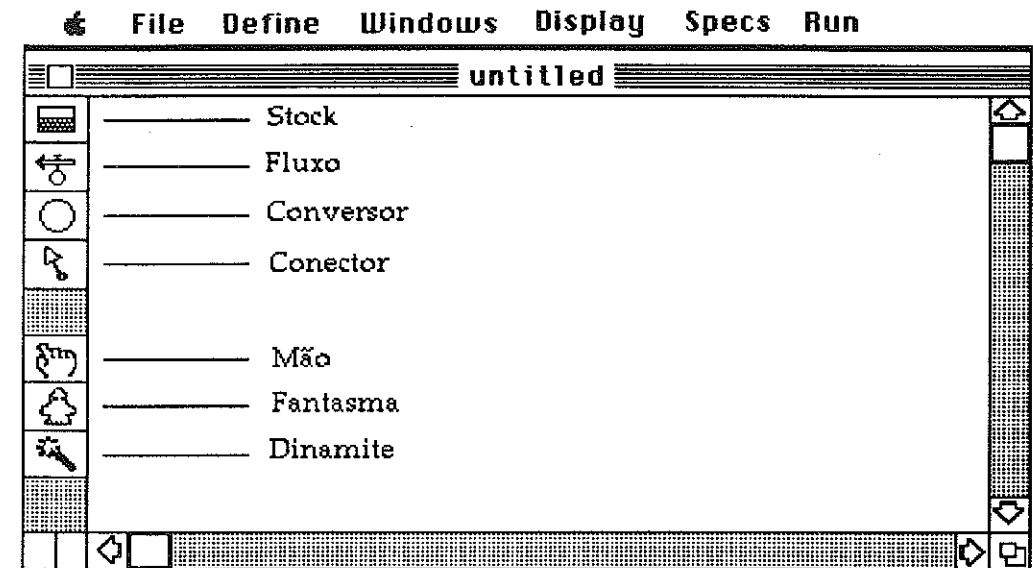 File Define Windows Display Specs Run
untitled
Stock
Fluxo
Conversor
Conector
Mão
Fantasma
Dinamite